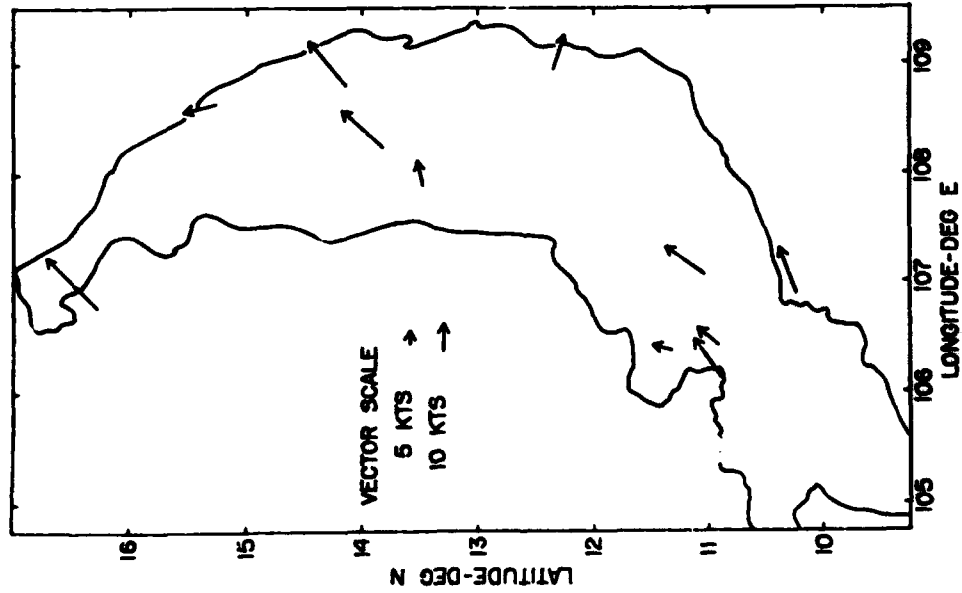 VECTOR SCALE
5 KTS
10 KTS
LATITUDE-DEG N
16
15
14
13
12
11
10
105
106
107
108
109
LONGITUDE-DEG E